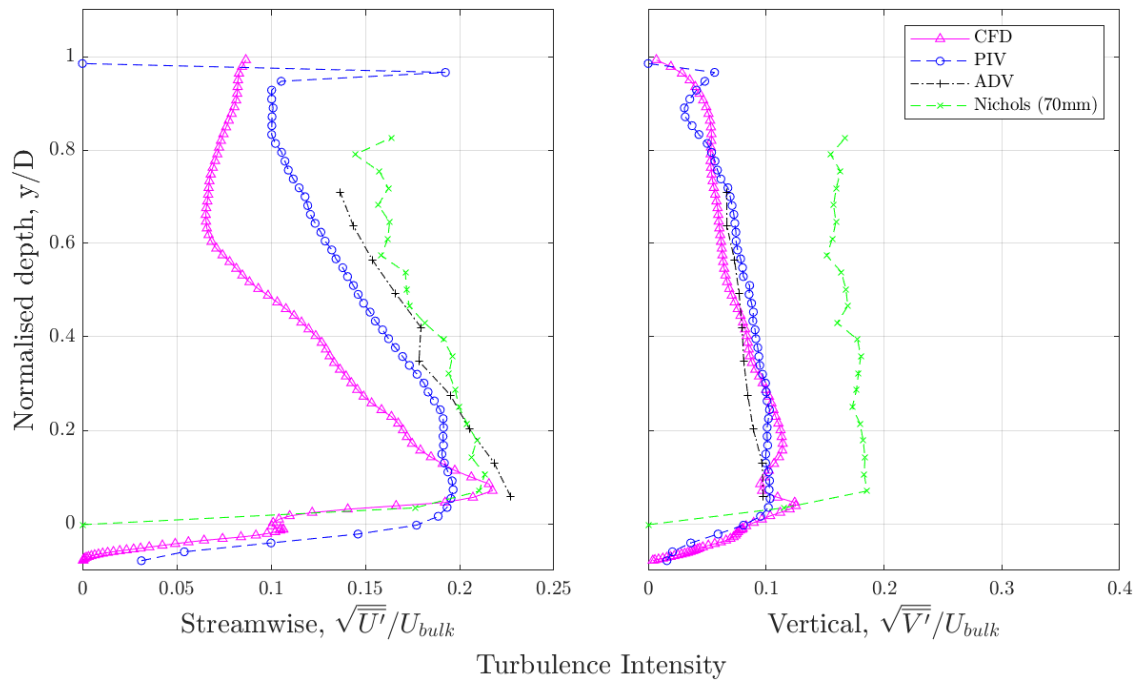 CFD
PIV
ADV
Nichols (70mm)
1
0.8
0.6
0.4
0.2
0
Normalised depth, y/D
0 0.05 0.1 0.15 0.2 0.25
0 0.1 0.2 0.3 0.4
Streamwise, √U̿′/U_bulk
Vertical, √V̿′/U_bulk
Turbulence Intensity